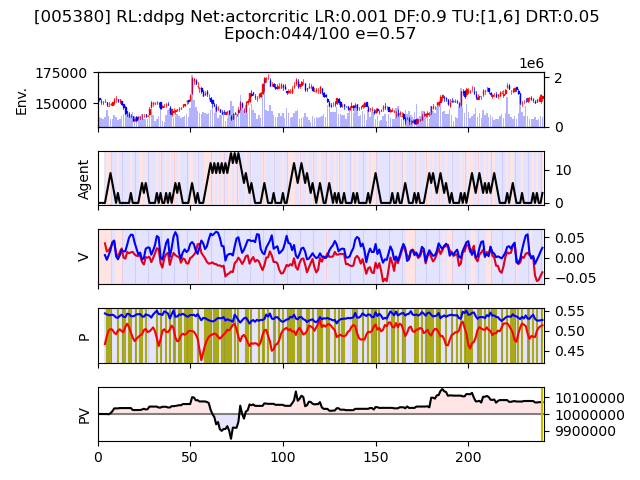 [005380] RL:ddpg Net:actorcritic LR:0.001 DF:0.9 TU:[1,6] DRT:0.05
Epoch:044/100 e=0.57
1e6
Env.
175000
150000
2
0
Agent
10
0
V
0.05
0.00
−0.05
P
0.55
0.50
0.45
PV
10100000
10000000
9900000
0
50
100
150
200